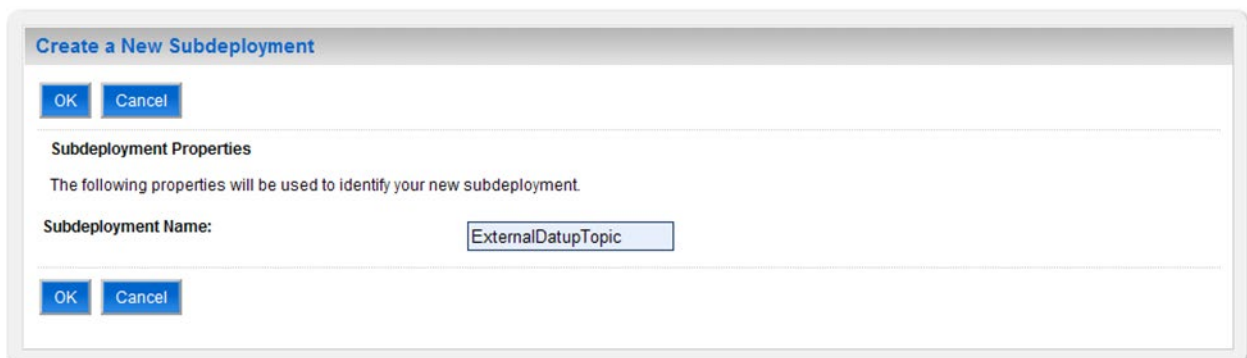 Create a New Subdeployment
OK Cancel
Subdeployment Properties
The following properties will be used to identify your new subdeployment.
Subdeployment Name: ExternalDatupTopic
OK Cancel